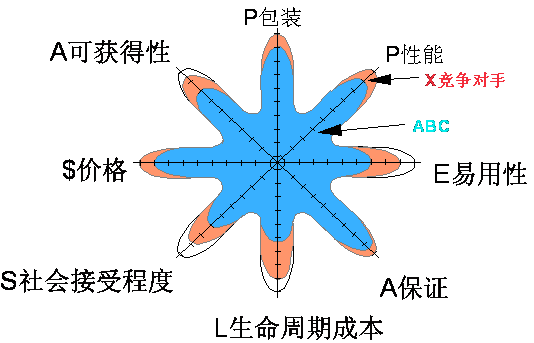 P包装
A可获得性
P性能
X竞争对手
ABC
$价格
E易用性
S社会接受程度
A保证
L生命周期成本